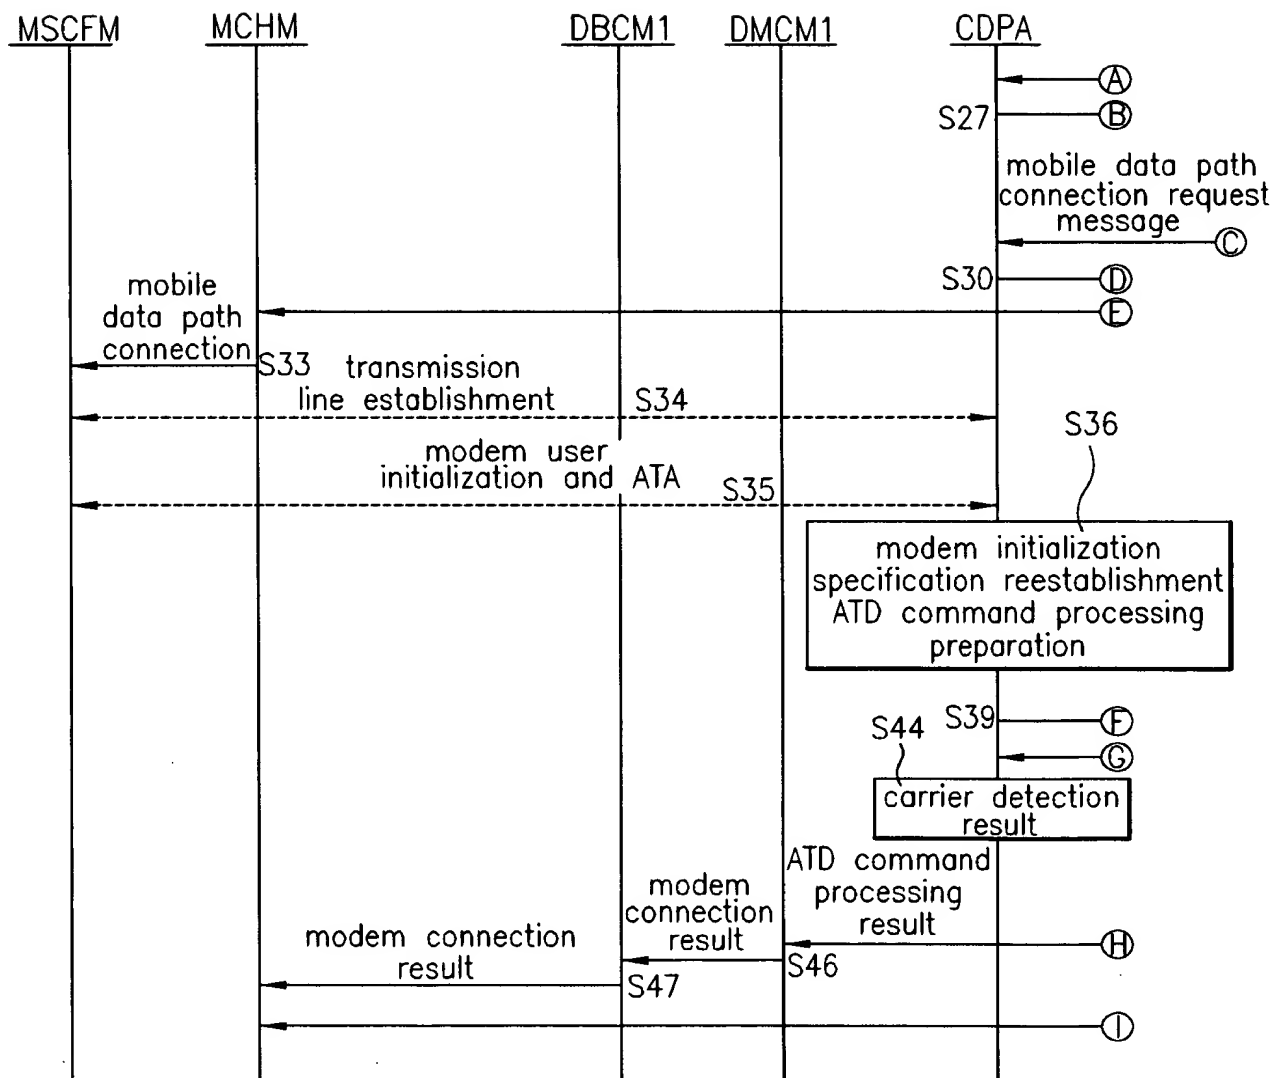 MSCFM MCHM DBCM1 DMCM1 CDPA
A
S27 B
mobile data path
connection request
message
C
S30 D
E
mobile
data path
connection
S33
transmission
line establishment S34
S36
modem user
initialization and ATA S35
modem initialization
specification reestablishment
ATD command processing
preparation
S39 F
S44
G
carrier detection
result
ATD command
processing
result
modem
connection
result
modem connection
result
H
S46
S47
I